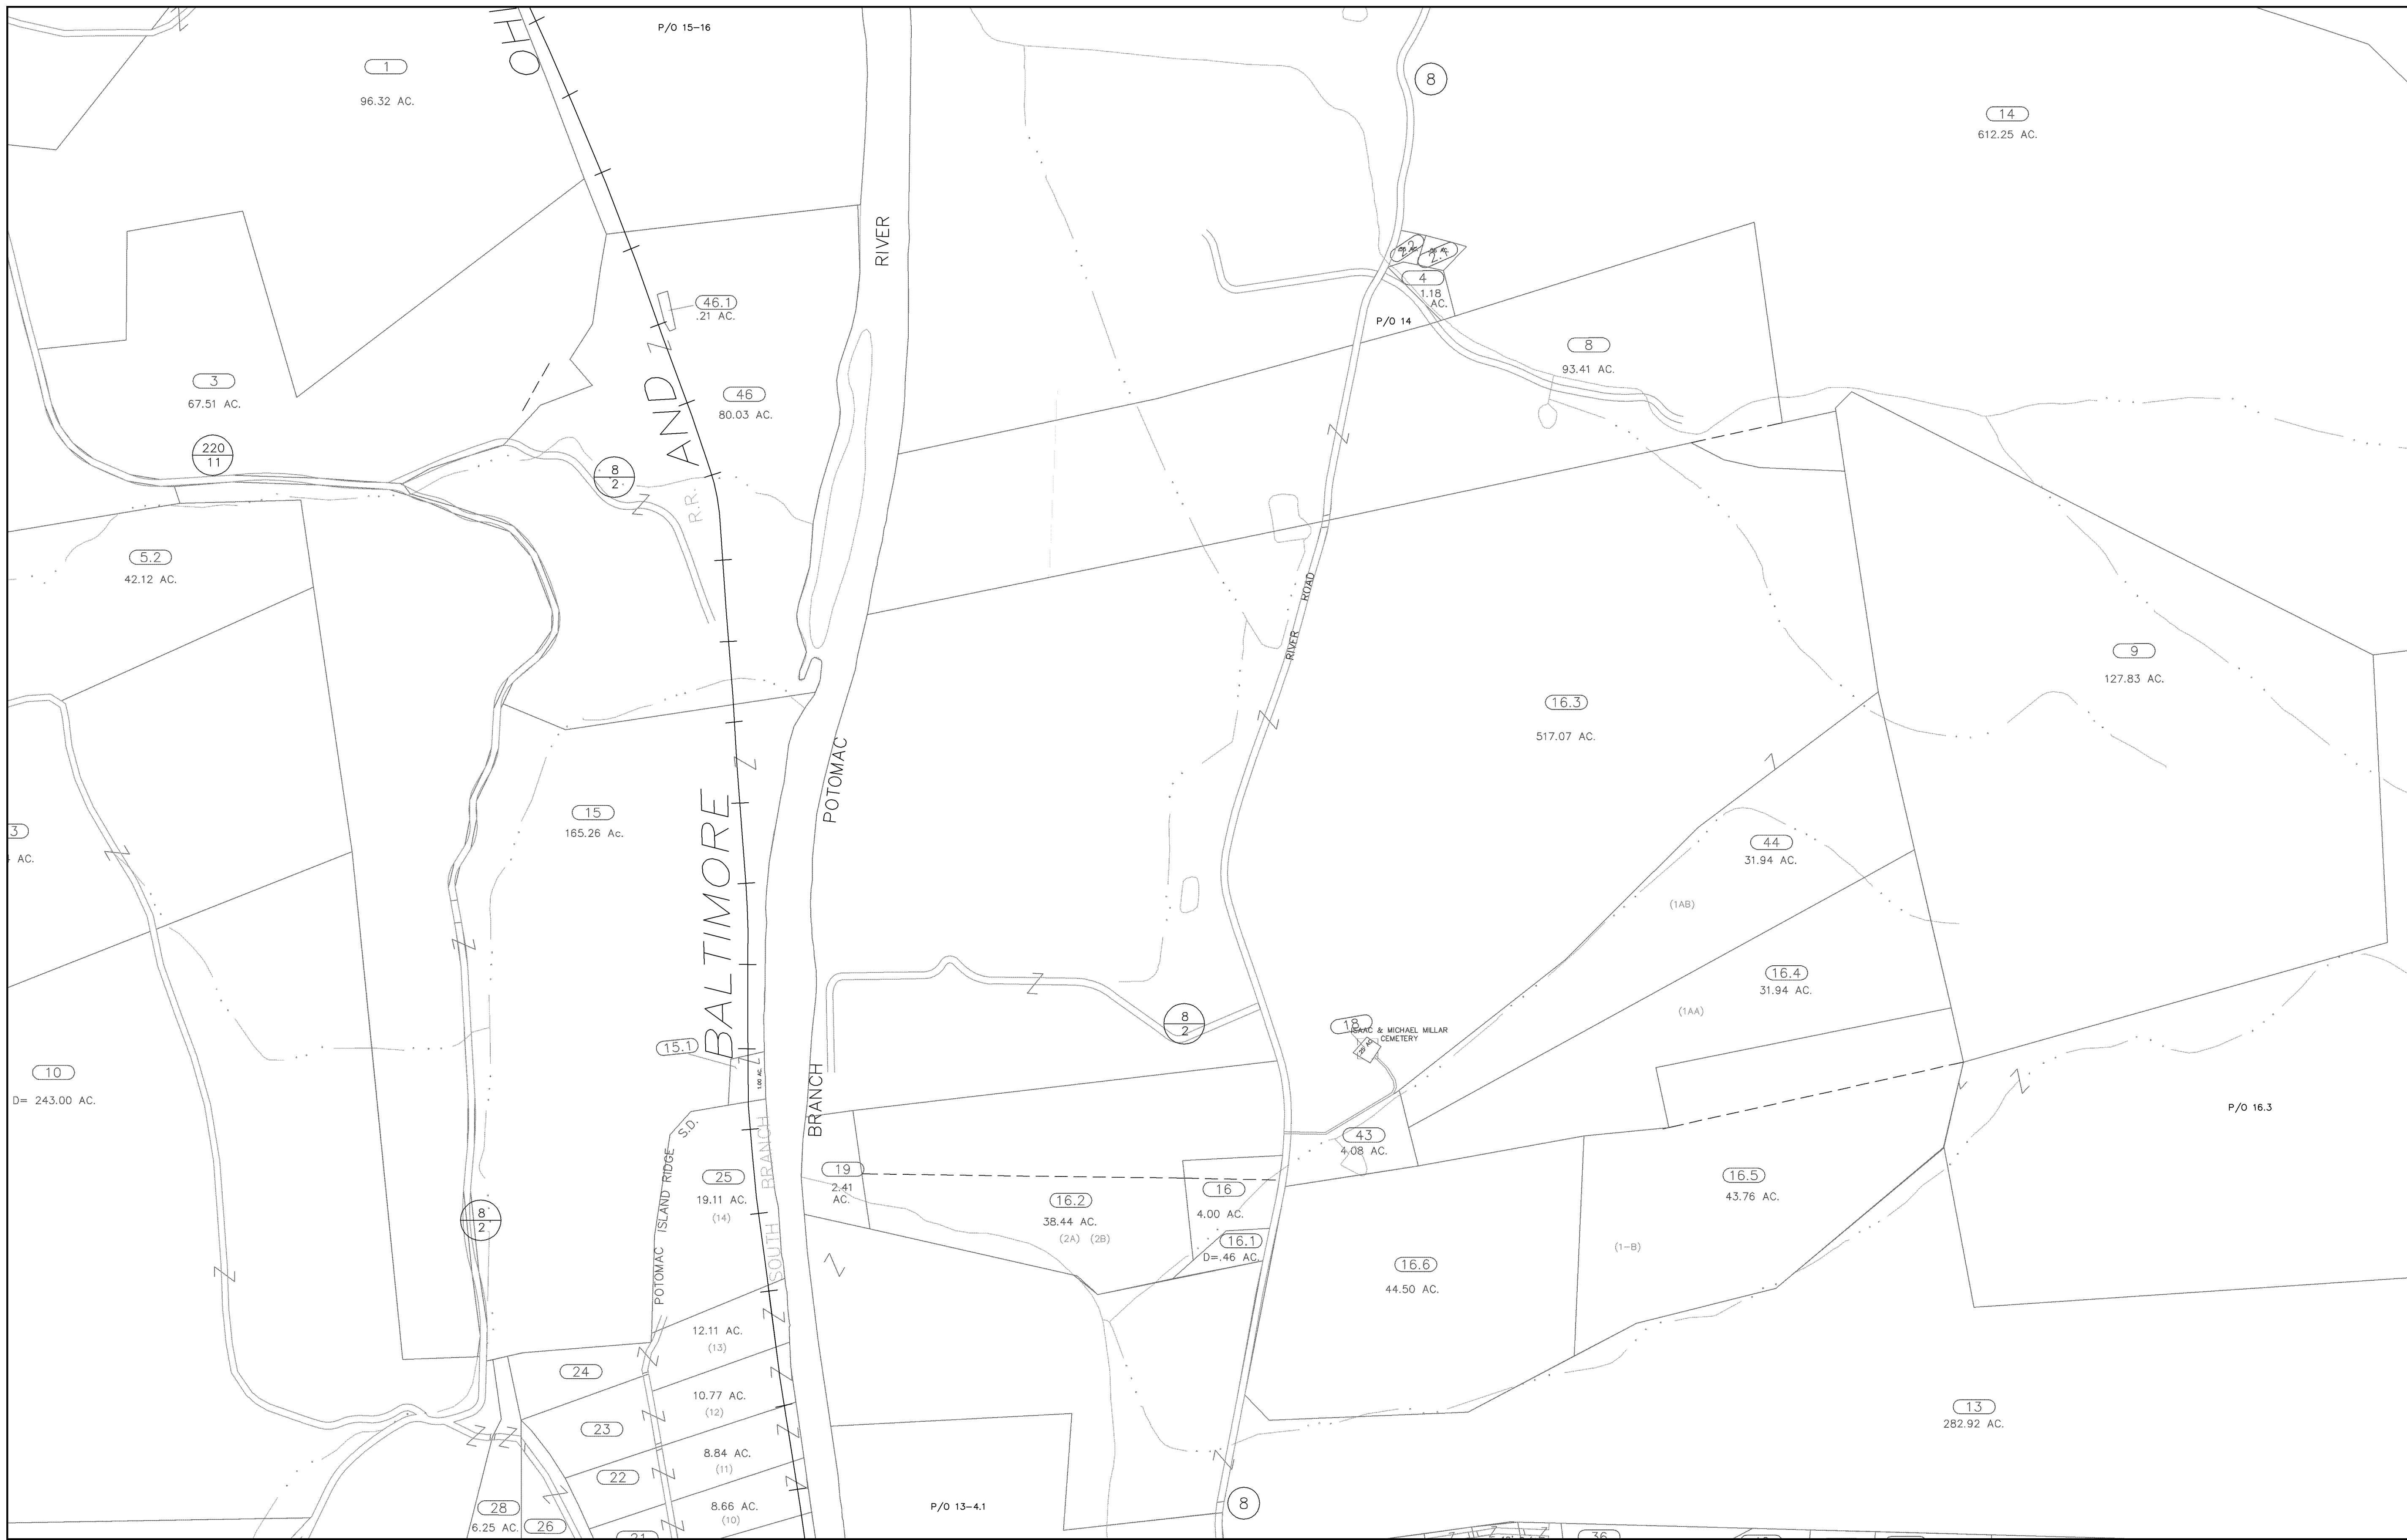 P/O 15-16
OHI
1
96.32 AC.
8
14
612.25 AC.
RIVER
4
1.18
AC.
46.1
.21 AC.
P/O 14
8
93.41 AC.
3
67.51 AC.
AND
46
80.03 AC.
220
11
8
2
R.R.
5.2
42.12 AC.
RIVER ROAD
9
127.83 AC.
16.3
517.07 AC.
POTOMAC
15
165.26 Ac.
3
AC.
BALTIMORE
44
31.94 AC.
(1AB)
16.4
31.94 AC.
(1AA)
8
2
18
ISAAC & MICHAEL MILLAR
CEMETERY
15.1
1.00 AC.
10
D= 243.00 AC.
BRANCH
P/O 16.3
S.D.
POTOMAC ISLAND RIDGE
43
4.08 AC.
SOUTH BRANCH
19
2.41
AC.
25
19.11 AC.
(14)
16.5
43.76 AC.
16
4.00 AC.
16.2
38.44 AC.
(2A) (2B)
8
2
16.1
D=.46 AC.
(1-B)
16.6
44.50 AC.
12.11 AC.
(13)
24
10.77 AC.
(12)
13
282.92 AC.
23
8.84 AC.
(11)
22
28
6.25 AC.
26
8.66 AC.
(10)
P/O 13-4.1
8
21
36